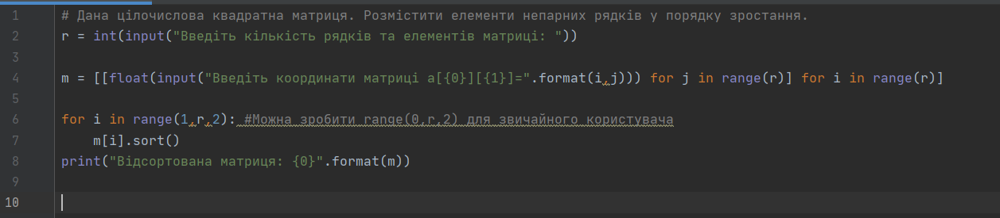 1 # Дана цілочислова квадратна матриця. Розмістити елементи непарних рядків у порядку зростання.
2 r = int(input("Введіть кількість рядків та елементів матриці: "))
3
4 m = [[float(input("Введіть координати матриці a[{0}][{1}]=".format(i,j))) for j in range(r)] for i in range(r)]
5
6 for i in range(1,r,2): #Можна зробити range(0,r,2) для звичайного користувача
7 m[i].sort()
8 print("Відсортована матриця: {0}".format(m))
9
10